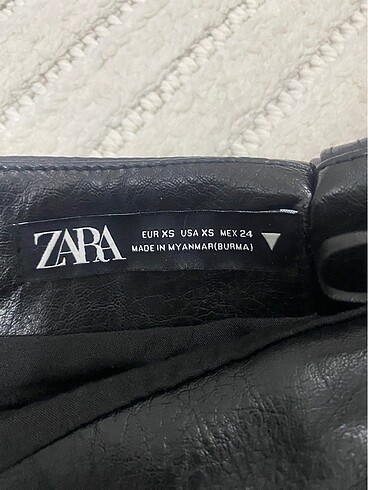 ZARA
EUR XS USA XS MEX 24
MADE IN MYANMAR(BURMA)